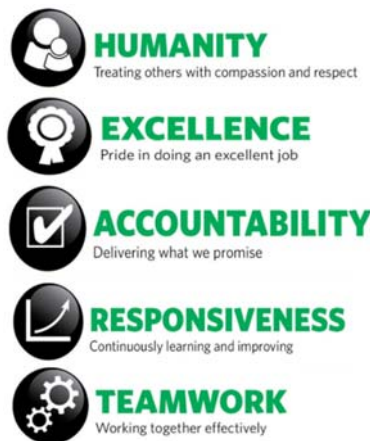 HUMANITY
Treating others with compassion and respect
EXCELLENCE
Pride in doing an excellent job
ACCOUNTABILITY
Delivering what we promise
RESPONSIVENESS
Continuously learning and improving
TEAMWORK
Working together effectively